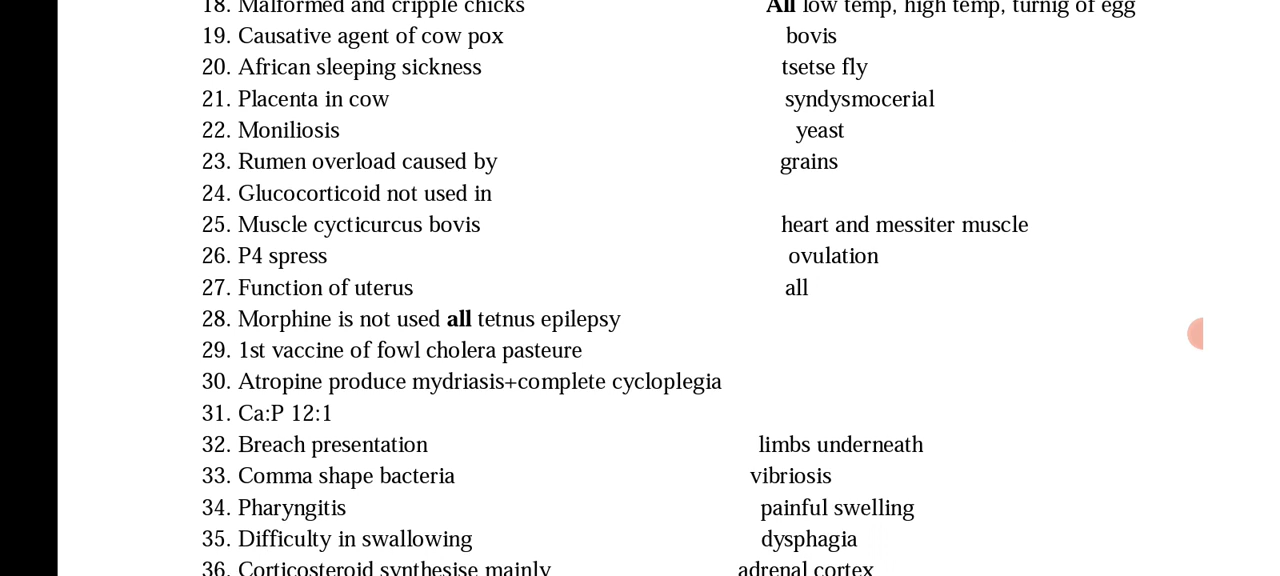 18. Malformed and cripple chicks All low temp, high temp, turnig of egg
19. Causative agent of cow pox bovis
20. African sleeping sickness tsetse fly
21. Placenta in cow syndysmocerial
22. Moniliosis yeast
23. Rumen overload caused by grains
24. Glucocorticoid not used in
25. Muscle cycticurcus bovis heart and messiter muscle
26. P4 spress ovulation
27. Function of uterus all
28. Morphine is not used all tetnus epilepsy
29. 1st vaccine of fowl cholera pasteure
30. Atropine produce mydriasis+complete cycloplegia
31. Ca:P 12:1
32. Breach presentation limbs underneath
33. Comma shape bacteria vibriosis
34. Pharyngitis painful swelling
35. Difficulty in swallowing dysphagia
36. Corticosteroid synthesise mainly adrenal cortex